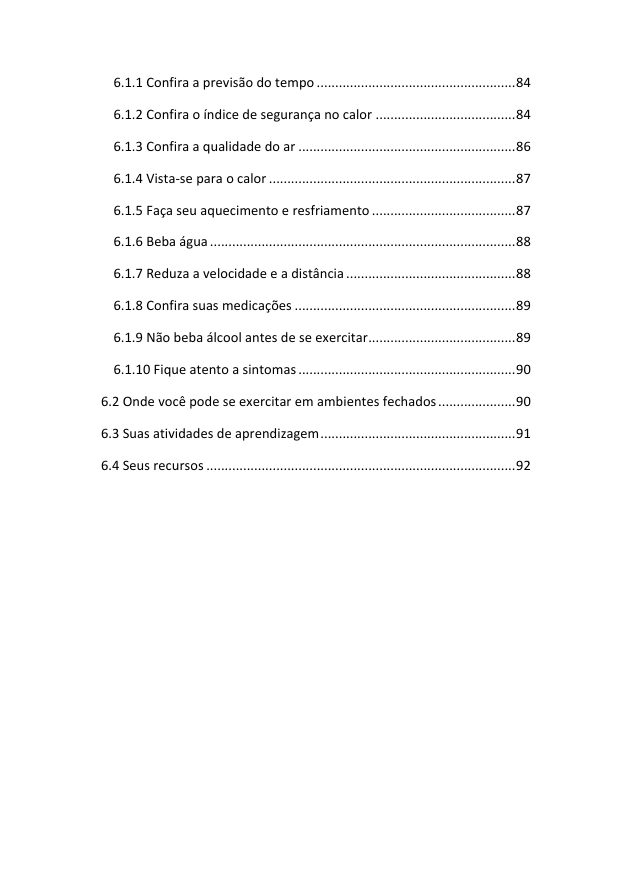 6.1.1 Confira a previsão do tempo ......................................................84
6.1.2 Confira o índice de segurança no calor ......................................84
6.1.3 Confira a qualidade do ar ...........................................................86
6.1.4 Vista-se para o calor ...................................................................87
6.1.5 Faça seu aquecimento e resfriamento .......................................87
6.1.6 Beba água ...................................................................................88
6.1.7 Reduza a velocidade e a distância ..............................................88
6.1.8 Confira suas medicações ............................................................89
6.1.9 Não beba álcool antes de se exercitar........................................89
6.1.10 Fique atento a sintomas ...........................................................90
6.2 Onde você pode se exercitar em ambientes fechados .....................90
6.3 Suas atividades de aprendizagem .....................................................91
6.4 Seus recursos ....................................................................................92